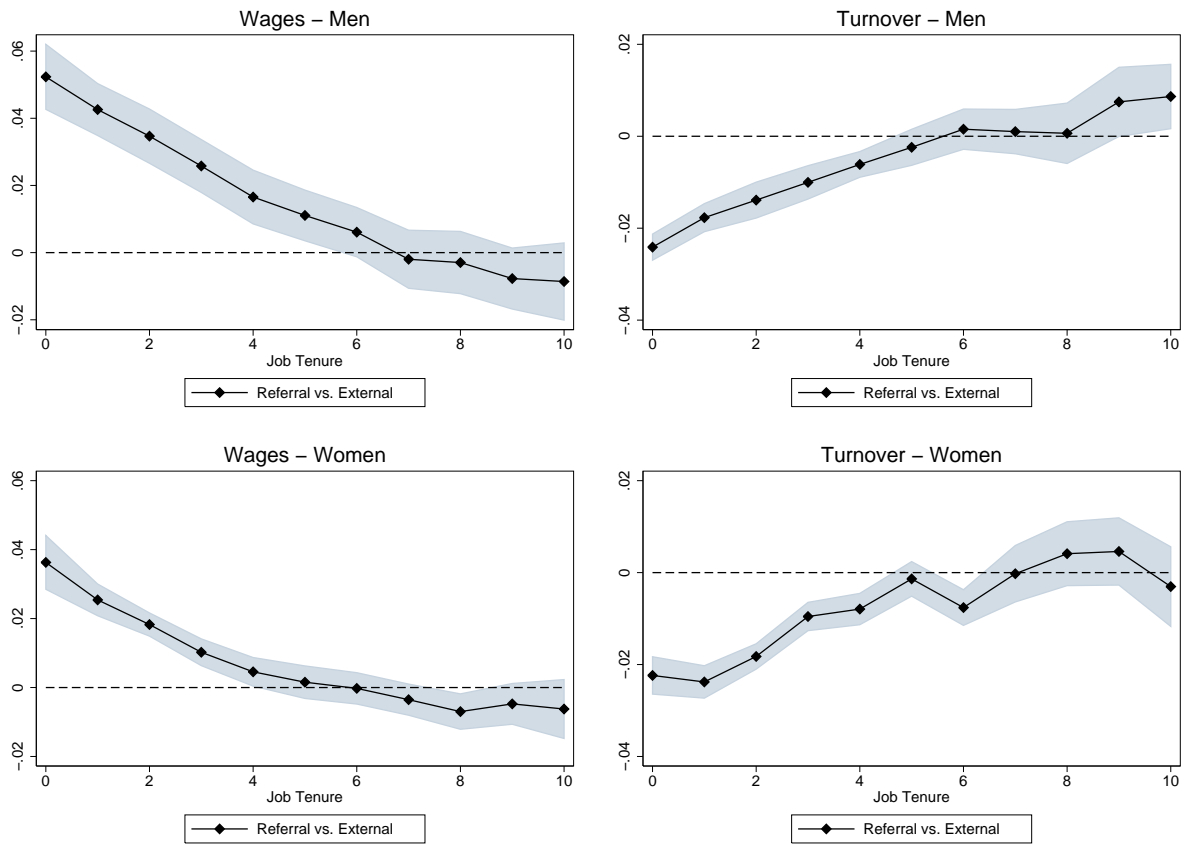 Wages – Men
.06
.04
.02
0
-.02
0 2 4 6 8 10
Job Tenure
Referral vs. External
Turnover – Men
.02
0
-.02
-.04
0 2 4 6 8 10
Job Tenure
Referral vs. External
Wages – Women
.06
.04
.02
0
-.02
0 2 4 6 8 10
Job Tenure
Referral vs. External
Turnover – Women
.02
0
-.02
-.04
0 2 4 6 8 10
Job Tenure
Referral vs. External